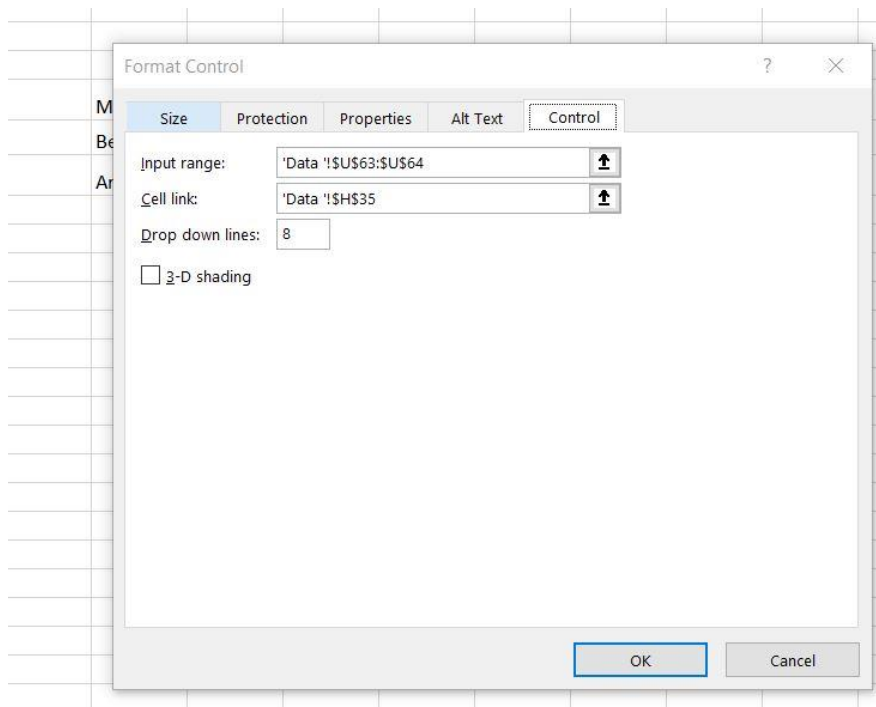 Format Control ? ×
M
Size Protection Properties Alt Text Control
Be
Input range: 'Data '!$U$63:$U$64
Ar
Cell link: 'Data '!$H$35
Drop down lines: 8
3-D shading
OK Cancel